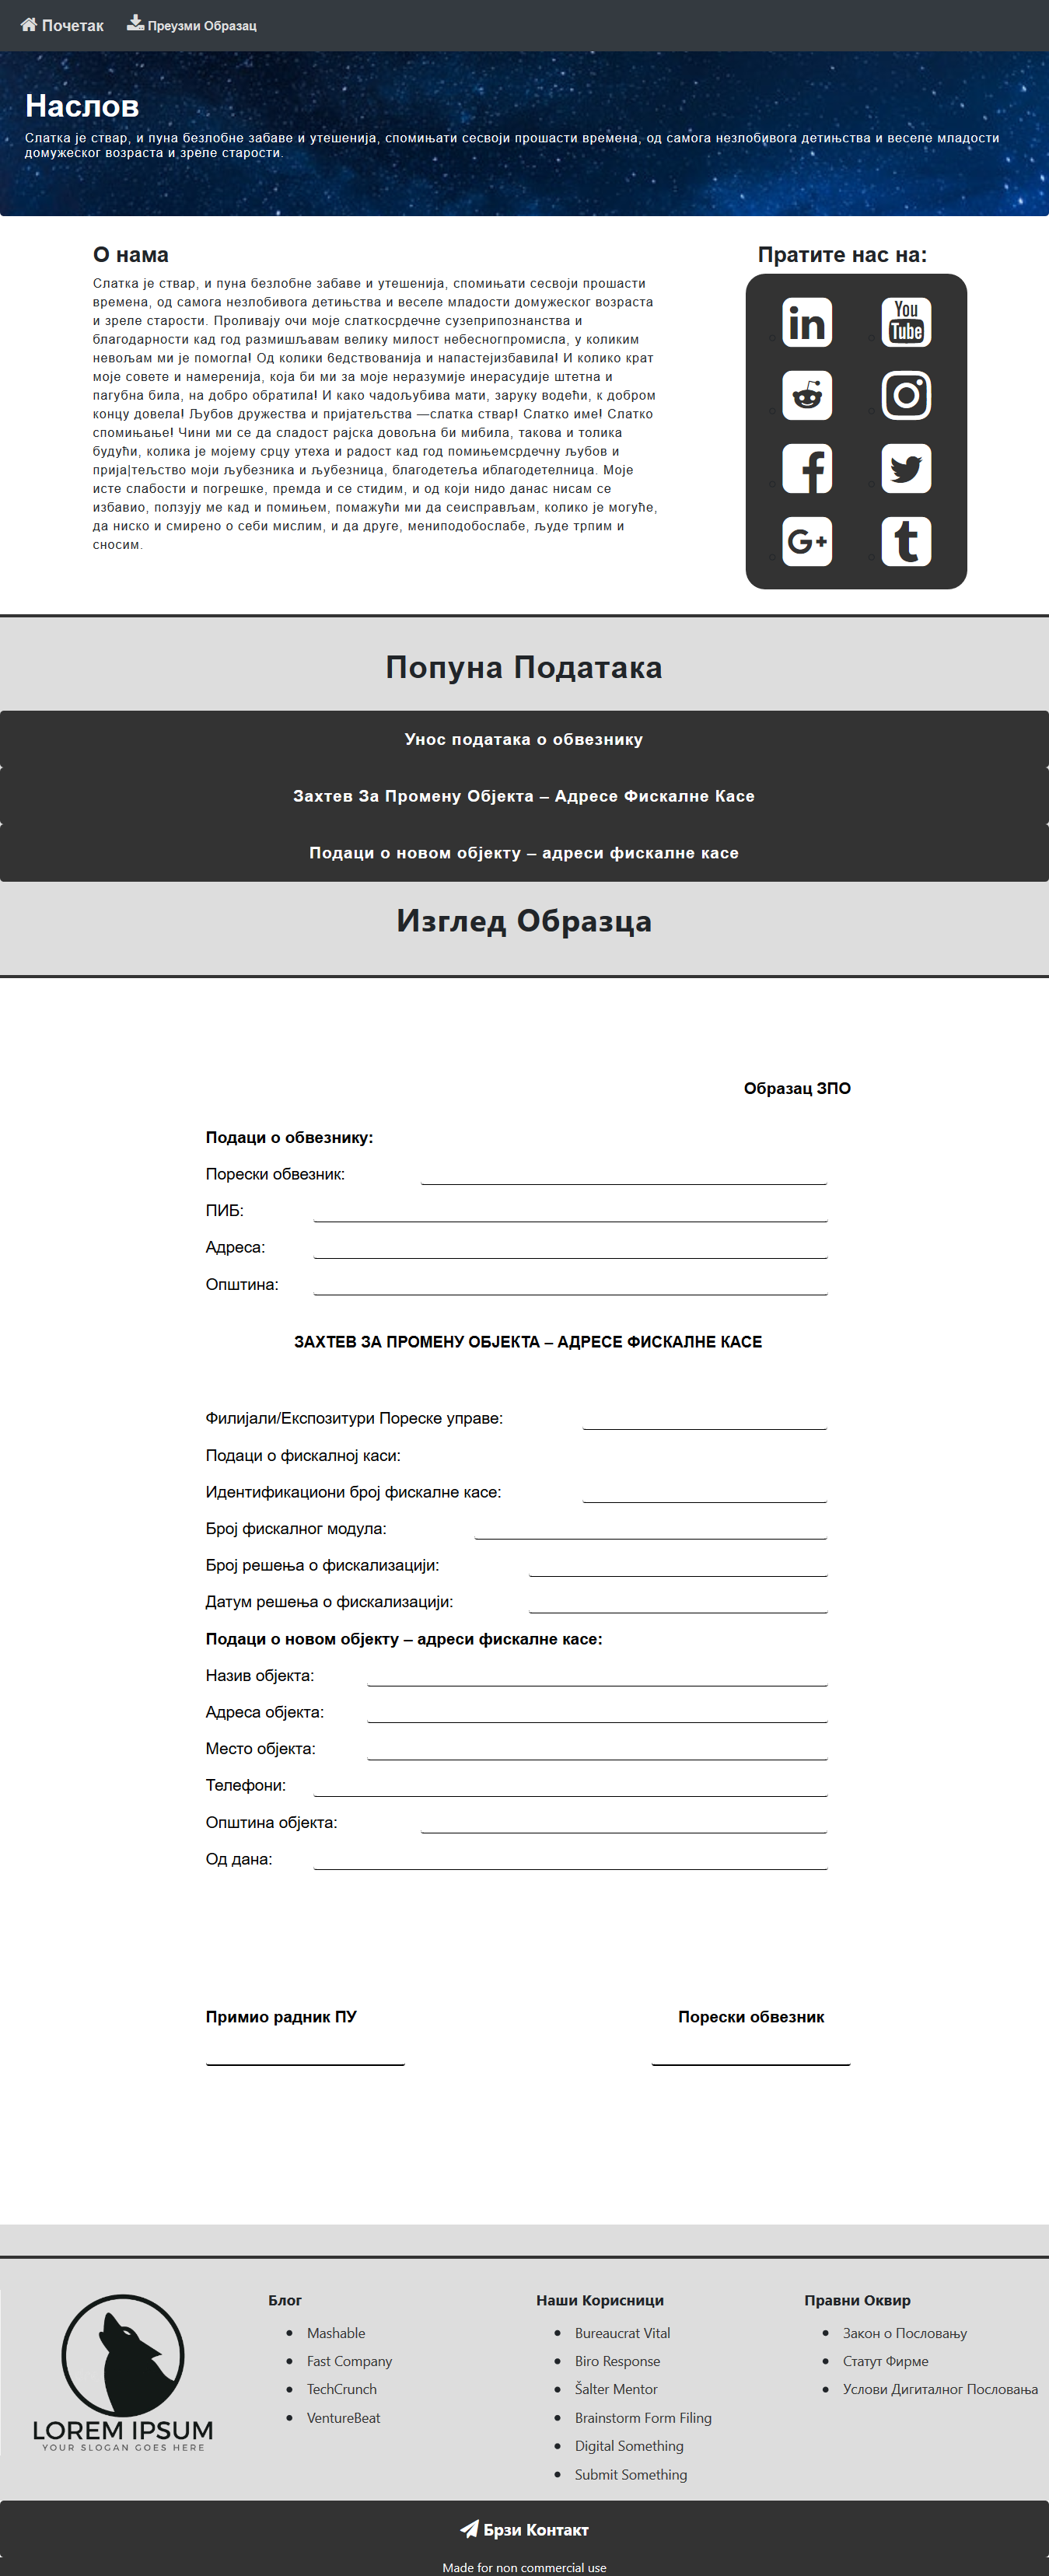 Почетак Преузми Образац
Наслов
Слатка је ствар, и пуна безлобне забаве и утешенија, спомињати сесвоји прошасти времена, од самога незлобивога детињства и веселе младости
домужеског возраста и зреле старости.
О нама
Слатка је ствар, и пуна безлобне забаве и утешенија, спомињати сесвоји прошасти
времена, од самога незлобивога детињства и веселе младости домужеског возраста
и зреле старости. Проливају очи моје слаткосрдечне сузеприпознанства и
благодарности кад год размишљавам велику милост небесногпромисла, у коликим
невољам ми је помогла! Од колики 6едствованија и напастејизбавила! И колико крат
моје совете и намеренија, која би ми за моје неразумије инерасудије штетна и
пагубна била, на добро обратила! И како чадољубива мати, заруку водећи, к добром
концу довела! Љубов дружества и пријатељства —слатка ствар! Слатко име! Слатко
спомињање! Чини ми се да сладост рајска довољна би мибила, такова и толика
будући, колика је мојему срцу утеха и радост кад год помињемсрдечну љубов и
прија|тељство моји љубезника и љубезница, благодетеља иблагодетелница. Моје
исте слабости и погрешке, премда и се стидим, и од који нидо данас нисам се
избавио, ползују ме кад и помињем, помажући ми да сеисправљам, колико је могуће,
да ниско и смирено о себи мислим, и да друге, мениподобослабе, људе трпим и
сносим.
Пратите нас на:
in You Tube
G+ t
Попуна Података
Унос података о обвезнику
Захтев За Промену Објекта – Адресе Фискалне Касе
Подаци о новом објекту – адреси фискалне касе
Изглед Образца
Образац ЗПО
Подаци о обвезнику:
Порески обвезник:
ПИБ:
Адреса:
Општина:
ЗАХТЕВ ЗА ПРОМЕНУ ОБЈЕКТА – АДРЕСЕ ФИСКАЛНЕ КАСЕ
Филијали/Експозитури Пореске управе:
Подаци о фискалној каси:
Идентификациони број фискалне касе:
Број фискалног модула:
Број решења о фискализацији:
Датум решења о фискализацији:
Подаци о новом објекту – адреси фискалне касе:
Назив објекта:
Адреса објекта:
Место објекта:
Телефони:
Општина објекта:
Од дана:
Примио радник ПУ Порески обвезник
LOREM IPSUM
YOUR SLOGAN GOES HERE
Блог
Mashable
Fast Company
TechCrunch
VentureBeat
Наши Корисници
Bureaucrat Vital
Biro Response
Šalter Mentor
Brainstorm Form Filing
Digital Something
Submit Something
Правни Оквир
Закон о Пословању
Статут Фирме
Услови Дигиталног Пословања
Брзи Контакт
Made for non commercial use